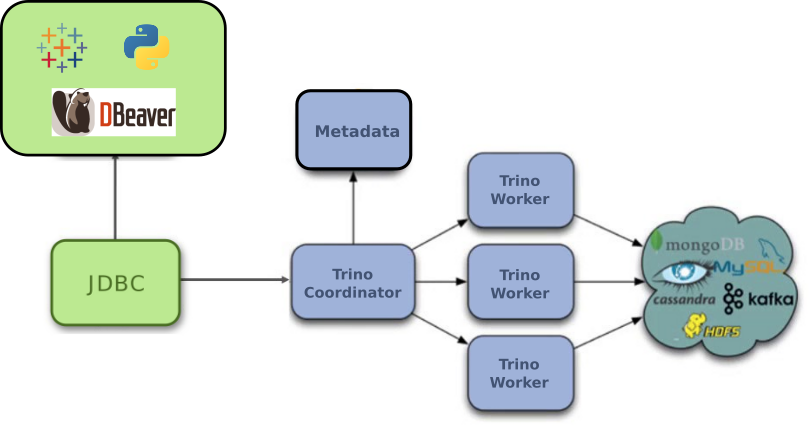 DBeaver
Metadata
Trino
Worker
JDBC
Trino
Coordinator
Trino
Worker
Trino
Worker
mongoDB
MySQL
cassandra
kafka
HDFS